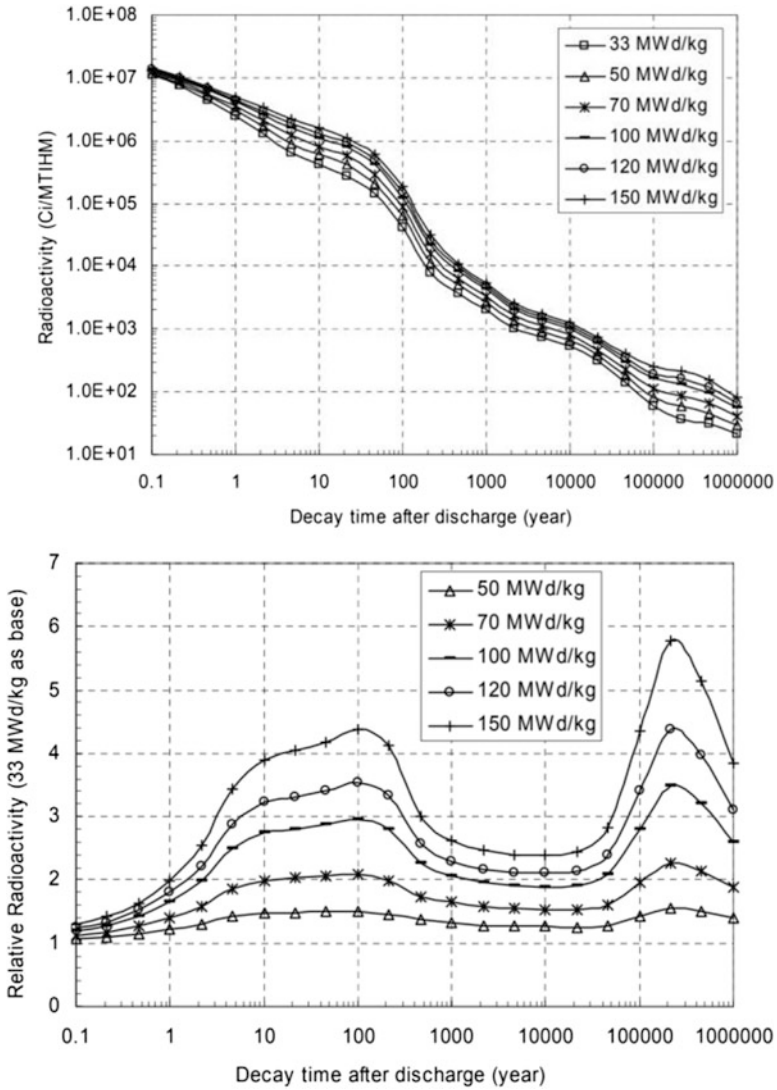 1.0E+08
1.0E+07
1.0E+06
1.0E+05
1.0E+04
1.0E+03
1.0E+02
1.0E+01
Radioactivity (Ci/MTIHM)
33 MWd/kg
50 MWd/kg
70 MWd/kg
100 MWd/kg
120 MWd/kg
150 MWd/kg
0.1 1 10 100 1000 10000 100000 1000000
Decay time after discharge (year)
7
6
5
4
3
2
1
0
Relative Radioactivity (33 MWd/kg as base)
50 MWd/kg
70 MWd/kg
100 MWd/kg
120 MWd/kg
150 MWd/kg
0.1 1 10 100 1000 10000 100000 1000000
Decay time after discharge (year)